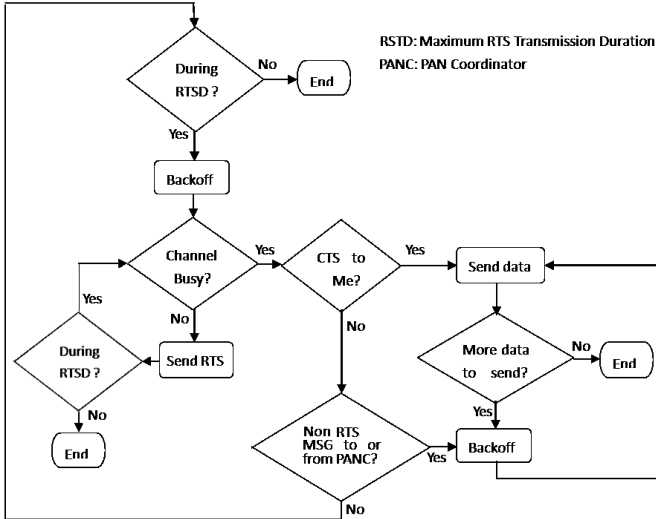 RSTD: Maximum RTS Transmission Duration
PANC: PAN Coordinator
During
RTSD ?
No
End
Yes
Backoff
Channel
Busy?
Yes
CTS to
Me?
Yes
Send data
Yes
No
No
During
RTSD ?
Send RTS
More data
to send?
No
End
No
End
Non RTS
MSG to or
from PANC?
Yes
Yes
Backoff
No